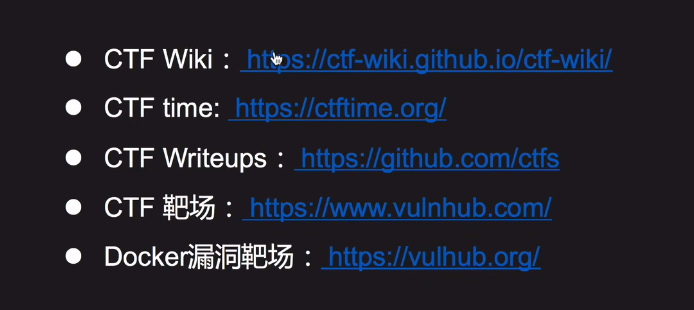 CTF Wiki： https://ctf-wiki.github.io/ctf-wiki/
CTF time: https://ctftime.org/
CTF Writeups： https://github.com/ctfs
CTF 靶场： https://www.vulnhub.com/
Docker漏洞靶场： https://vulhub.org/